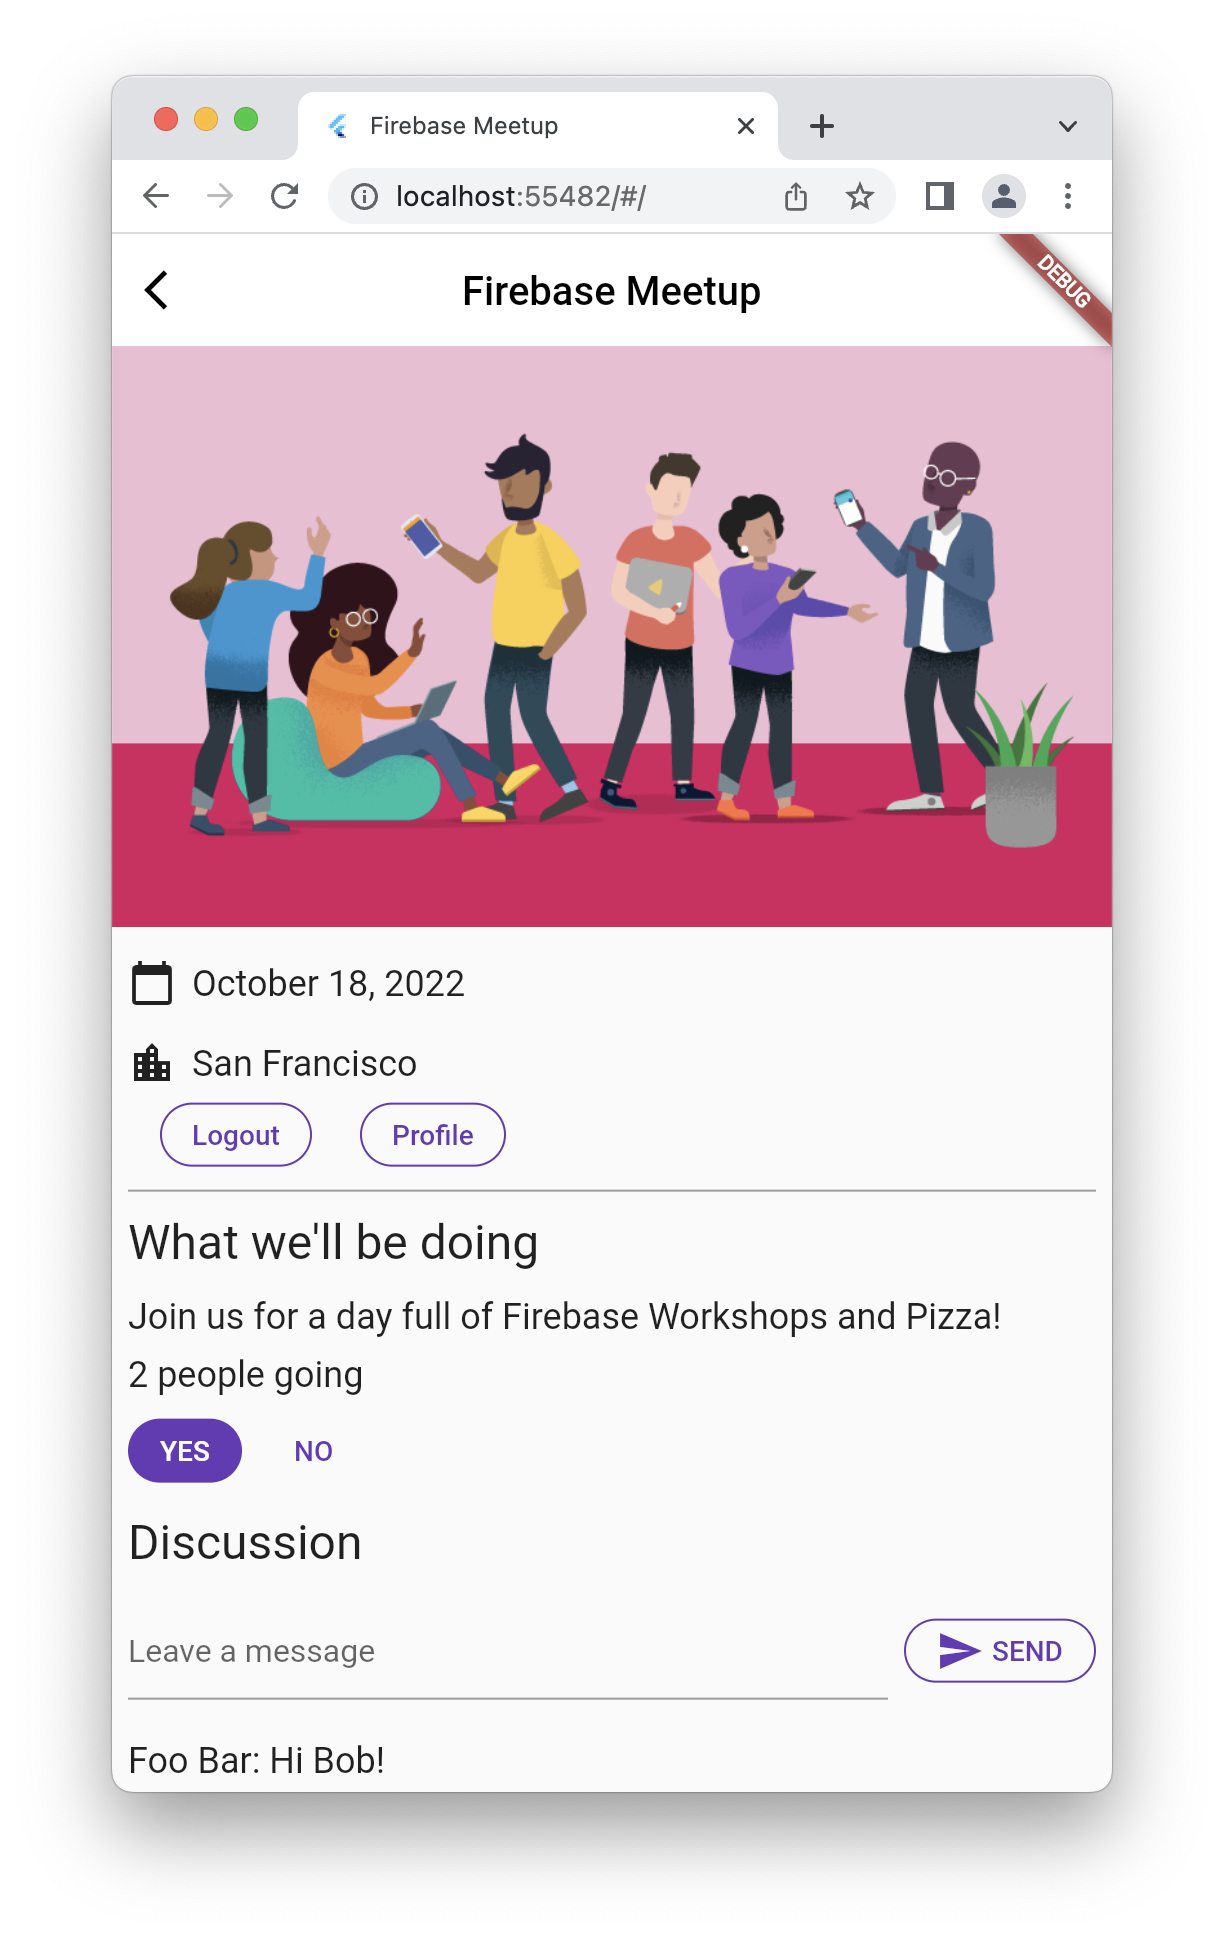 Firebase Meetup
localhost:55482/#/
Firebase Meetup
DEBUG
October 18, 2022
San Francisco
Logout Profile
What we'll be doing
Join us for a day full of Firebase Workshops and Pizza!
2 people going
YES NO
Discussion
Leave a message SEND
Foo Bar: Hi Bob!